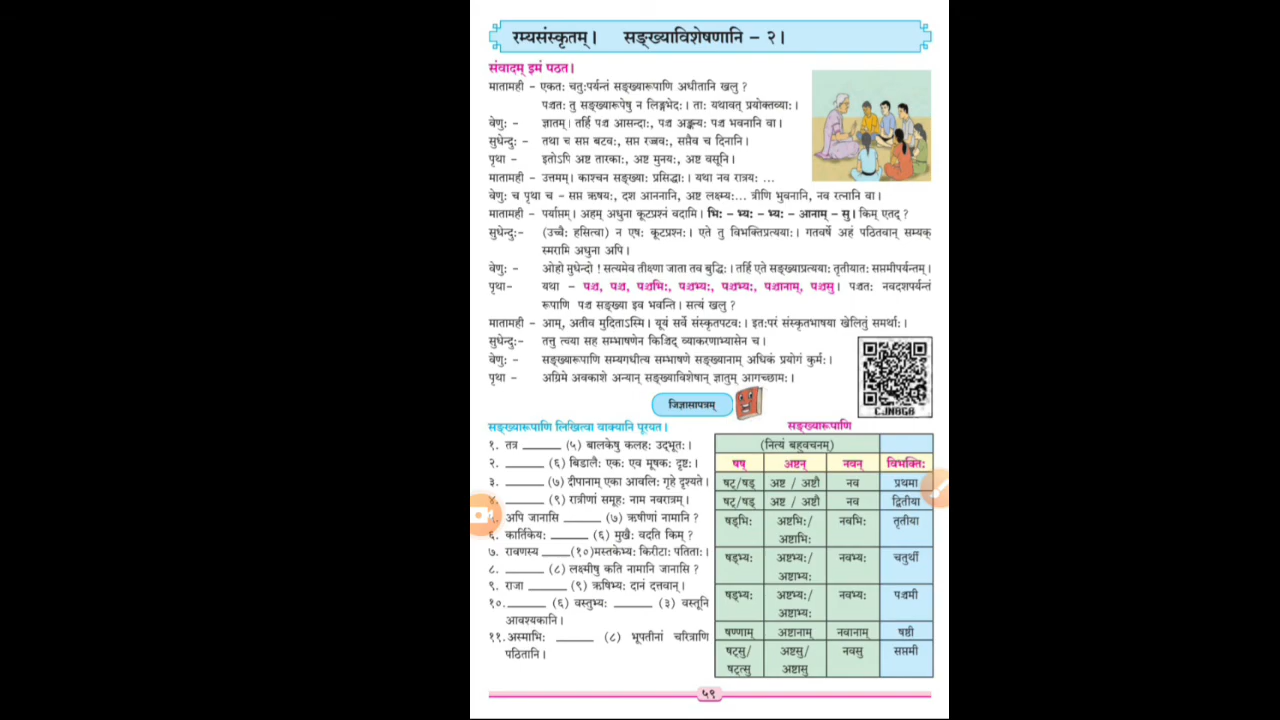 रम्यसंस्कृतम्। सङ्ख्याविशेषणानि – २।
संवादम् इमं पठत।
मातामही – एकतः चतुःपर्यन्तं सङ्ख्यारूपाणि अधीतानि खलु ?
पञ्चतः तु सङ्ख्यारूपेषु न लिङ्गभेदः। ताः यथावत् प्रयोक्तव्याः।
वेणुः – ज्ञातम्। तर्हि पञ्च आसन्दाः, पञ्च अङ्कन्यः पञ्च भवनानि वा।
सुधेन्दुः – तथा च सप्त बटवः, सप्त रज्जवः, सप्तैव च दिनानि।
पृथा – इतोऽपि अष्ट तारकाः, अष्ट मुनयः, अष्ट वसूनि।
मातामही – उत्तमम्। काश्चन सङ्ख्याः प्रसिद्धाः। यथा नव रात्रयः ...
वेणुः च पृथा च – सप्त ऋषयः, दश आननानि, अष्ट लक्ष्म्यः... त्रीणि भुवनानि, नव रत्नानि वा।
मातामही – पर्याप्तम्। अहम् अधुना कूटप्रश्नं वदामि। भिः – भ्यः – भ्यः – आनाम् – सु। किम् एतद् ?
सुधेन्दुः- (उच्चैः हसित्वा) न एषः कूटप्रश्नः। एते तु विभक्तिप्रत्ययाः। गतवर्षे अहं पठितवान् सम्यक्
स्मरामि अधुना अपि।
वेणुः – ओहो सुधेन्दो ! सत्यमेव तीक्ष्णा जाता तव बुद्धिः। तर्हि एते सङ्ख्याप्रत्ययाः तृतीयातः सप्तमीपर्यन्तम्।
पृथा- यथा – पञ्च, पञ्च, पञ्चभिः, पञ्चभ्यः, पञ्चभ्यः, पञ्चानाम्, पञ्चसु। पञ्चतः नवदशपर्यन्तं
रूपाणि पञ्च सङ्ख्या इव भवन्ति। सत्यं खलु ?
मातामही – आम्, अतीव मुदिताऽस्मि। यूयं सर्वे संस्कृतपटवः। इतःपरं संस्कृतभाषया खेलितुं समर्थाः।
सुधेन्दुः- तत्तु त्वया सह सम्भाषणेन किञ्चिद् व्याकरणाभ्यासेन च।
वेणुः – सङ्ख्यारूपाणि सम्यगधीत्य सम्भाषणे सङ्ख्यानाम् अधिकं प्रयोगं कुर्मः।
पृथा – अग्रिमे अवकाशे अन्यान् सङ्ख्याविशेषान् ज्ञातुम् आगच्छामः।
CJN8G8
जिज्ञासापत्रम्
सङ्ख्यारूपाणि लिखित्वा वाक्यानि पूरयत।
१. तत्र ______ (५) बालकेषु कलहः उद्भूतः।
२. ______ (६) बिडालैः एकः एव मूषकः दृष्टः।
३. ______ (७) दीपानाम् एका आवलिः गृहे दृश्यते।
४. ______ (९) रात्रीणां समूहः नाम नवरात्रम्।
अपि जानासि ______ (७) ऋषीणां नामानि ?
६. कार्तिकेयः ______ (६) मुखैः वदति किम् ?
७. रावणस्य ____(१०)मस्तकेभ्यः किरीटाः पतिताः।
८. ______ (८) लक्ष्मीषु कति नामानि जानासि ?
९. राजा ______ (९) ऋषिभ्यः दानं दत्तवान्।
१०.______ (६) वस्तुभ्यः ______ (३) वस्तूनि
आवश्यकानि।
११.अस्माभिः ______ (८) भूपतीनां चरित्राणि
पठितानि।
सङ्ख्यारूपाणि
(नित्यं बहुवचनम्)
षष् अष्टन् नवन् विभक्तिः
षट्/षड् अष्ट / अष्टौ नव प्रथमा
षट्/षड् अष्ट / अष्टौ नव द्वितीया
षड्भिः अष्टभिः/ नवभिः तृतीया
अष्टाभिः
षड्भ्यः अष्टभ्यः/ नवभ्यः चतुर्थी
अष्टाभ्यः
षड्भ्यः अष्टभ्यः/ नवभ्यः पञ्चमी
अष्टाभ्यः
षण्णाम् अष्टानाम् नवानाम् षष्ठी
षट्सु/ अष्टसु/ नवसु सप्तमी
षट्त्सु अष्टासु
५९